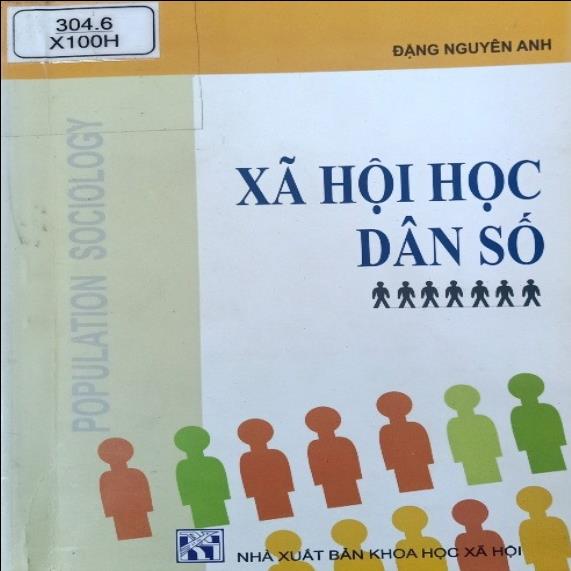 304.6
X100H
ĐẶNG NGUYÊN ANH
POPULATION SOCIOLOGY
XÃ HỘI HỌC
DÂN SỐ
NHÀ XUẤT BẢN KHOA HỌC XÃ HỘI